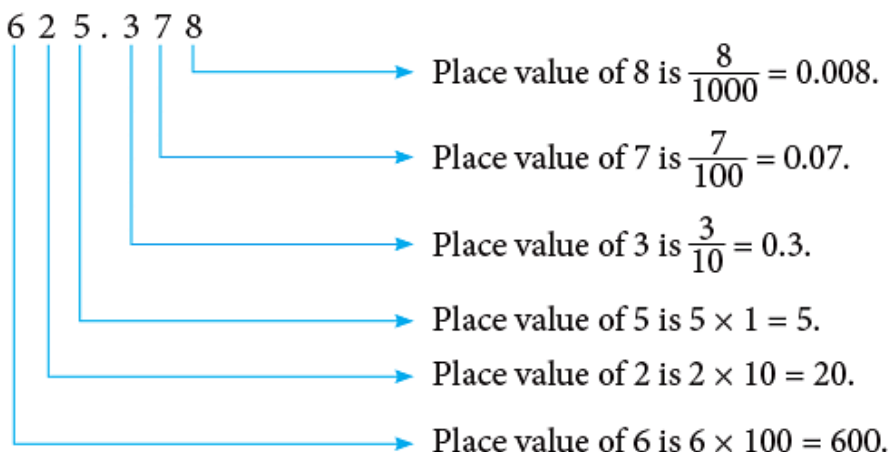 6 2 5 . 3 7 8
Place value of 8 is 8/1000 = 0.008.
Place value of 7 is 7/100 = 0.07.
Place value of 3 is 3/10 = 0.3.
Place value of 5 is 5 × 1 = 5.
Place value of 2 is 2 × 10 = 20.
Place value of 6 is 6 × 100 = 600.